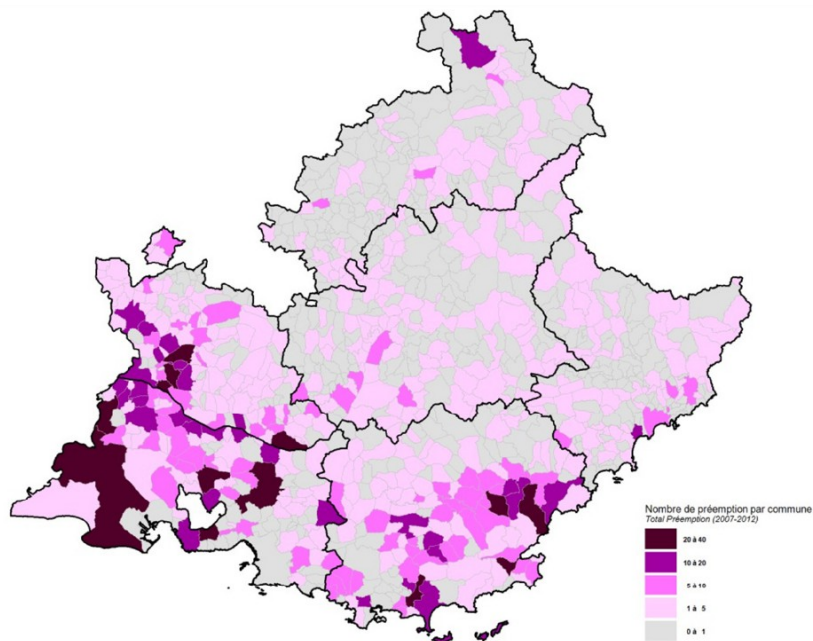 Nombre de préemption par commune
Total Préemption (2007-2012)
20 à 40
10 à 20
5 à 10
1 à 5
0 à 1